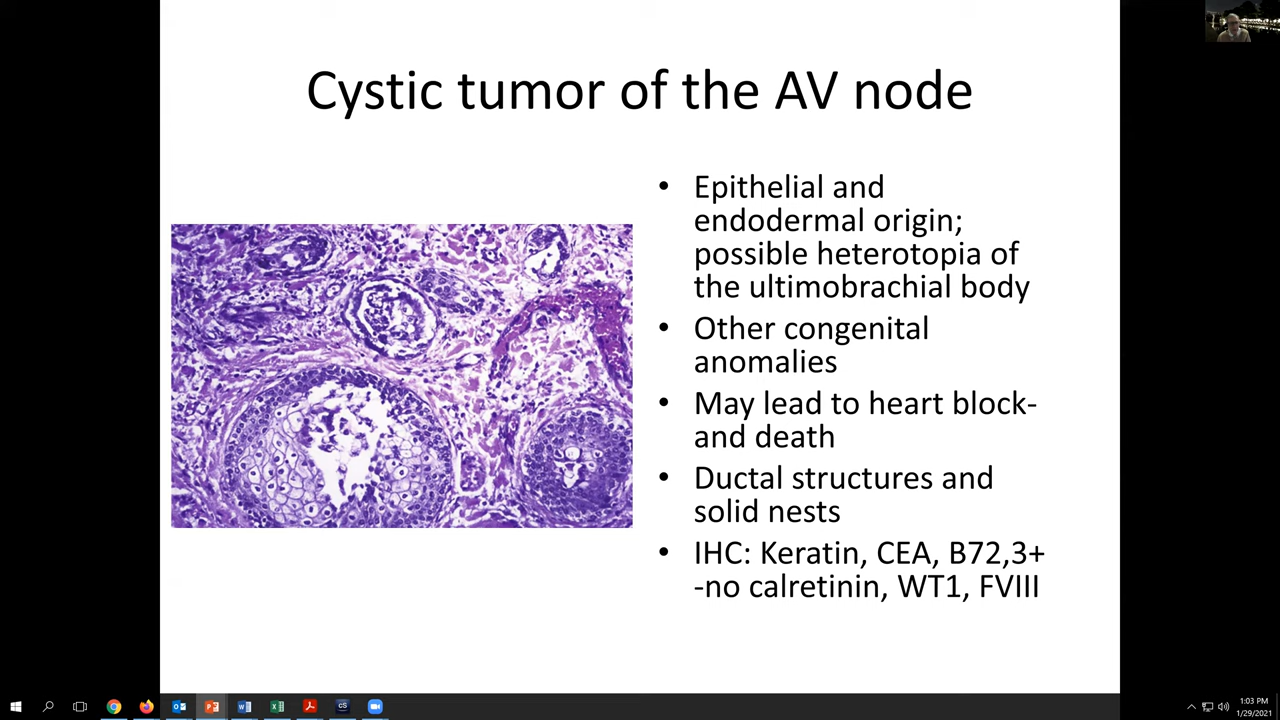 Cystic tumor of the AV node
• Epithelial and
endodermal origin;
possible heterotopia of
the ultimobrachial body
• Other congenital
anomalies
• May lead to heart block-
and death
• Ductal structures and
solid nests
• IHC: Keratin, CEA, B72,3+
-no calretinin, WT1, FVIII
1:03 PM
1/29/2021